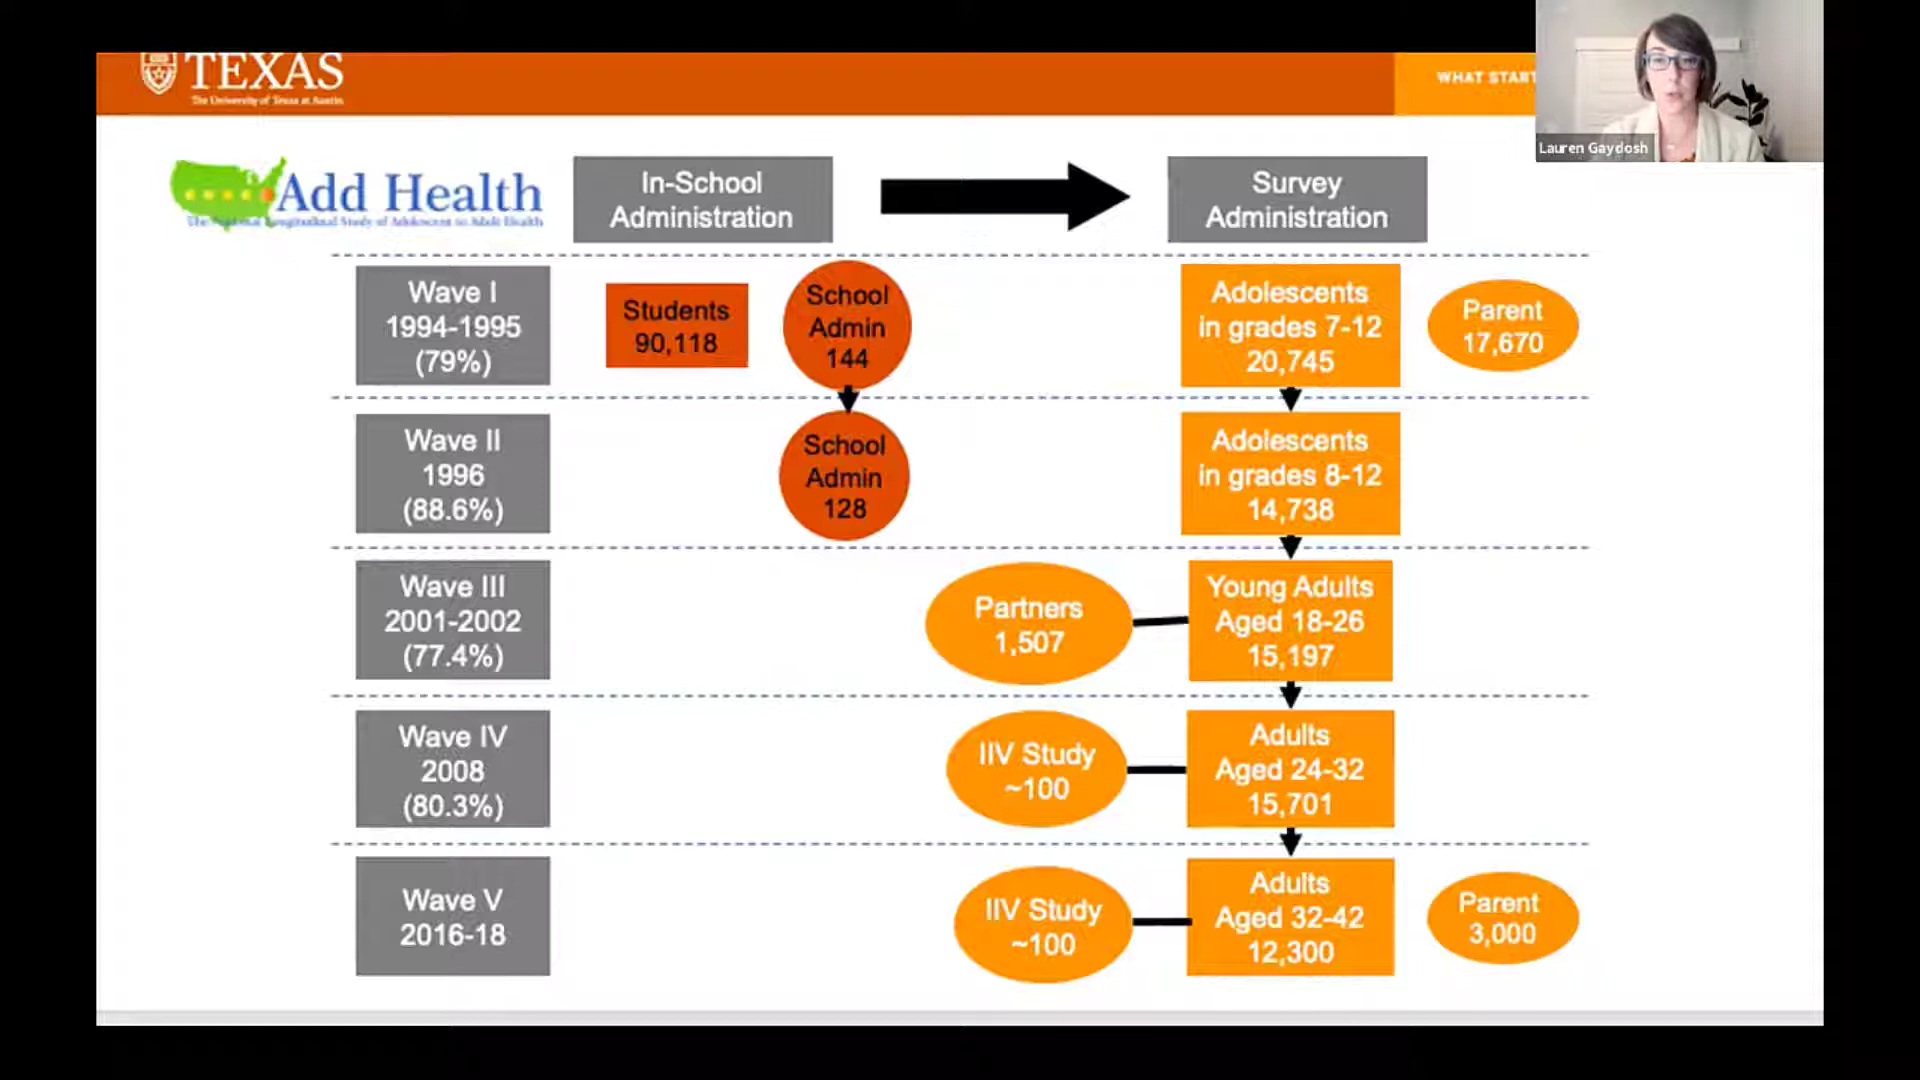 TEXAS
The University of Texas at Austin
WHAT START
Lauren Gaydosh
Add Health
The National Longitudinal Study of Adolescent to Adult Health
In-School
Administration
Survey
Administration
Wave I
1994-1995
(79%)
Students
90,118
School
Admin
144
Adolescents
in grades 7-12
20,745
Parent
17,670
Wave II
1996
(88.6%)
School
Admin
128
Adolescents
in grades 8-12
14,738
Wave III
2001-2002
(77.4%)
Partners
1,507
Young Adults
Aged 18-26
15,197
Wave IV
2008
(80.3%)
IIV Study
~100
Adults
Aged 24-32
15,701
Wave V
2016-18
IIV Study
~100
Adults
Aged 32-42
12,300
Parent
3,000